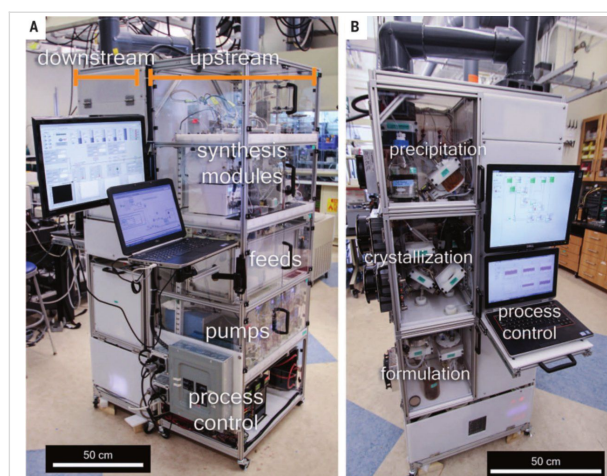 A
downstream
upstream
synthesis
modules
feeds
pumps
process
control
50 cm
B
precipitation
crystallization
process
control
formulation
50 cm